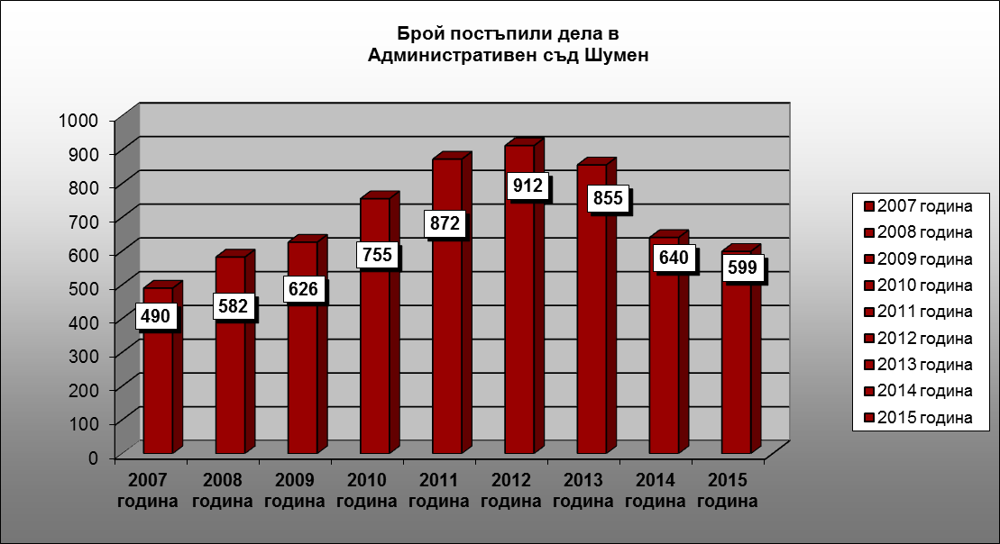 Брой постъпили дела в
Административен съд Шумен
1000
900
800
700
600
500
400
300
200
100
0
490
582
626
755
872
912
855
640
599
2007 година
2008 година
2009 година
2010 година
2011 година
2012 година
2013 година
2014 година
2015 година
2007 година
2008 година
2009 година
2010 година
2011 година
2012 година
2013 година
2014 година
2015 година